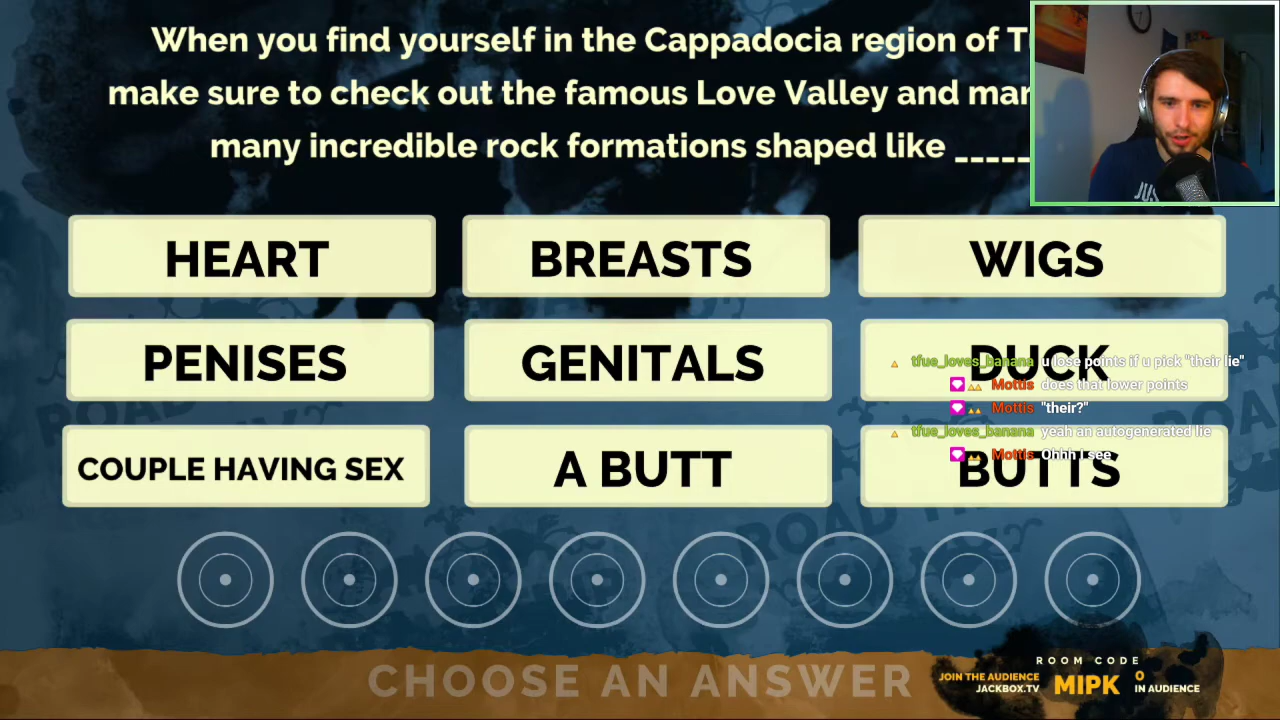 When you find yourself in the Cappadocia region of T
make sure to check out the famous Love Valley and mar
many incredible rock formations shaped like _____
HEART
BREASTS
WIGS
PENISES
GENITALS
DUCK
tfue_loves_banana u lose points if u pick "their lie"
Mottis does that lower points
Mottis "their?"
tfue_loves_banana yeah an autogenerated lie
Mottis Ohhh i see
COUPLE HAVING SEX
A BUTT
BUTTS
CHOOSE AN ANSWER
ROOM CODE
JOIN THE AUDIENCE
JACKBOX.TV
MIPK
0
IN AUDIENCE